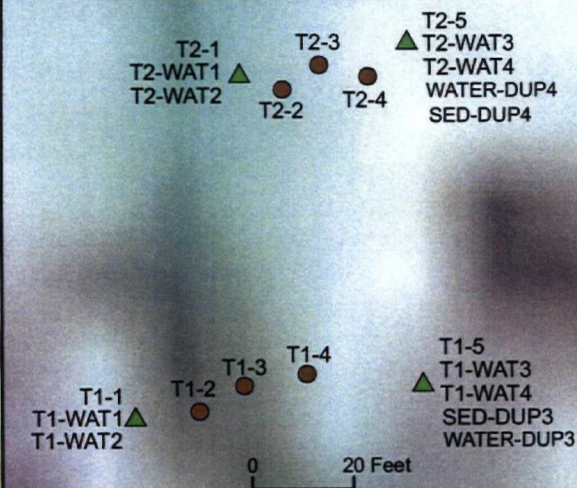 T2-1
T2-WAT1
T2-WAT2
T2-2
T2-3
T2-4
T2-5
T2-WAT3
T2-WAT4
WATER-DUP4
SED-DUP4
T1-1
T1-WAT1
T1-WAT2
T1-2
T1-3
T1-4
T1-5
T1-WAT3
T1-WAT4
SED-DUP3
WATER-DUP3
0 20 Feet